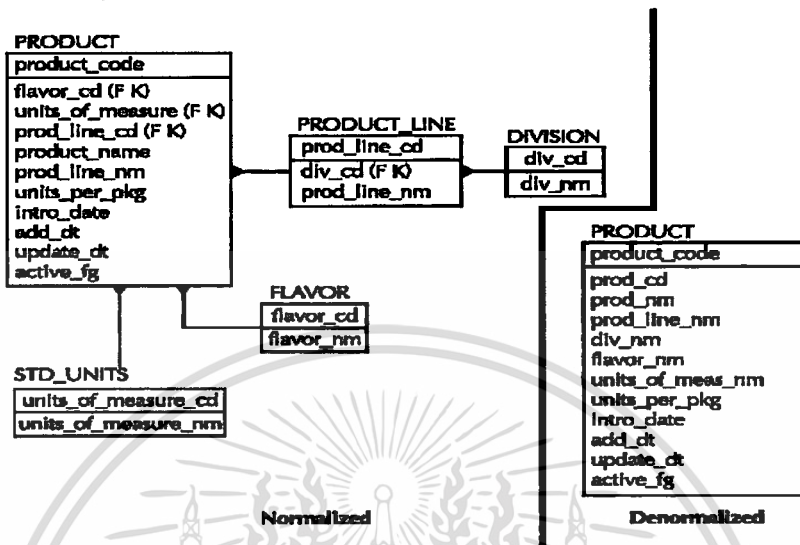 PRODUCT
product_code
flavor_cd (F K)
units_of_measure (F K)
prod_line_cd (F K)
product_name
prod_line_nm
units_per_pkg
intro_date
add_dt
update_dt
active_fg
PRODUCT_LINE
prod_line_cd
div_cd (F K)
prod_line_nm
DIVISION
div_cd
div_nm
FLAVOR
flavor_cd
flavor_nm
STD_UNITS
units_of_measure_cd
units_of_measure_nm
Normalized
PRODUCT
product_code
prod_cd
prod_nm
prod_line_nm
div_nm
flavor_nm
units_of_meas_nm
units_per_pkg
intro_date
add_dt
update_dt
active_fg
Denormalized